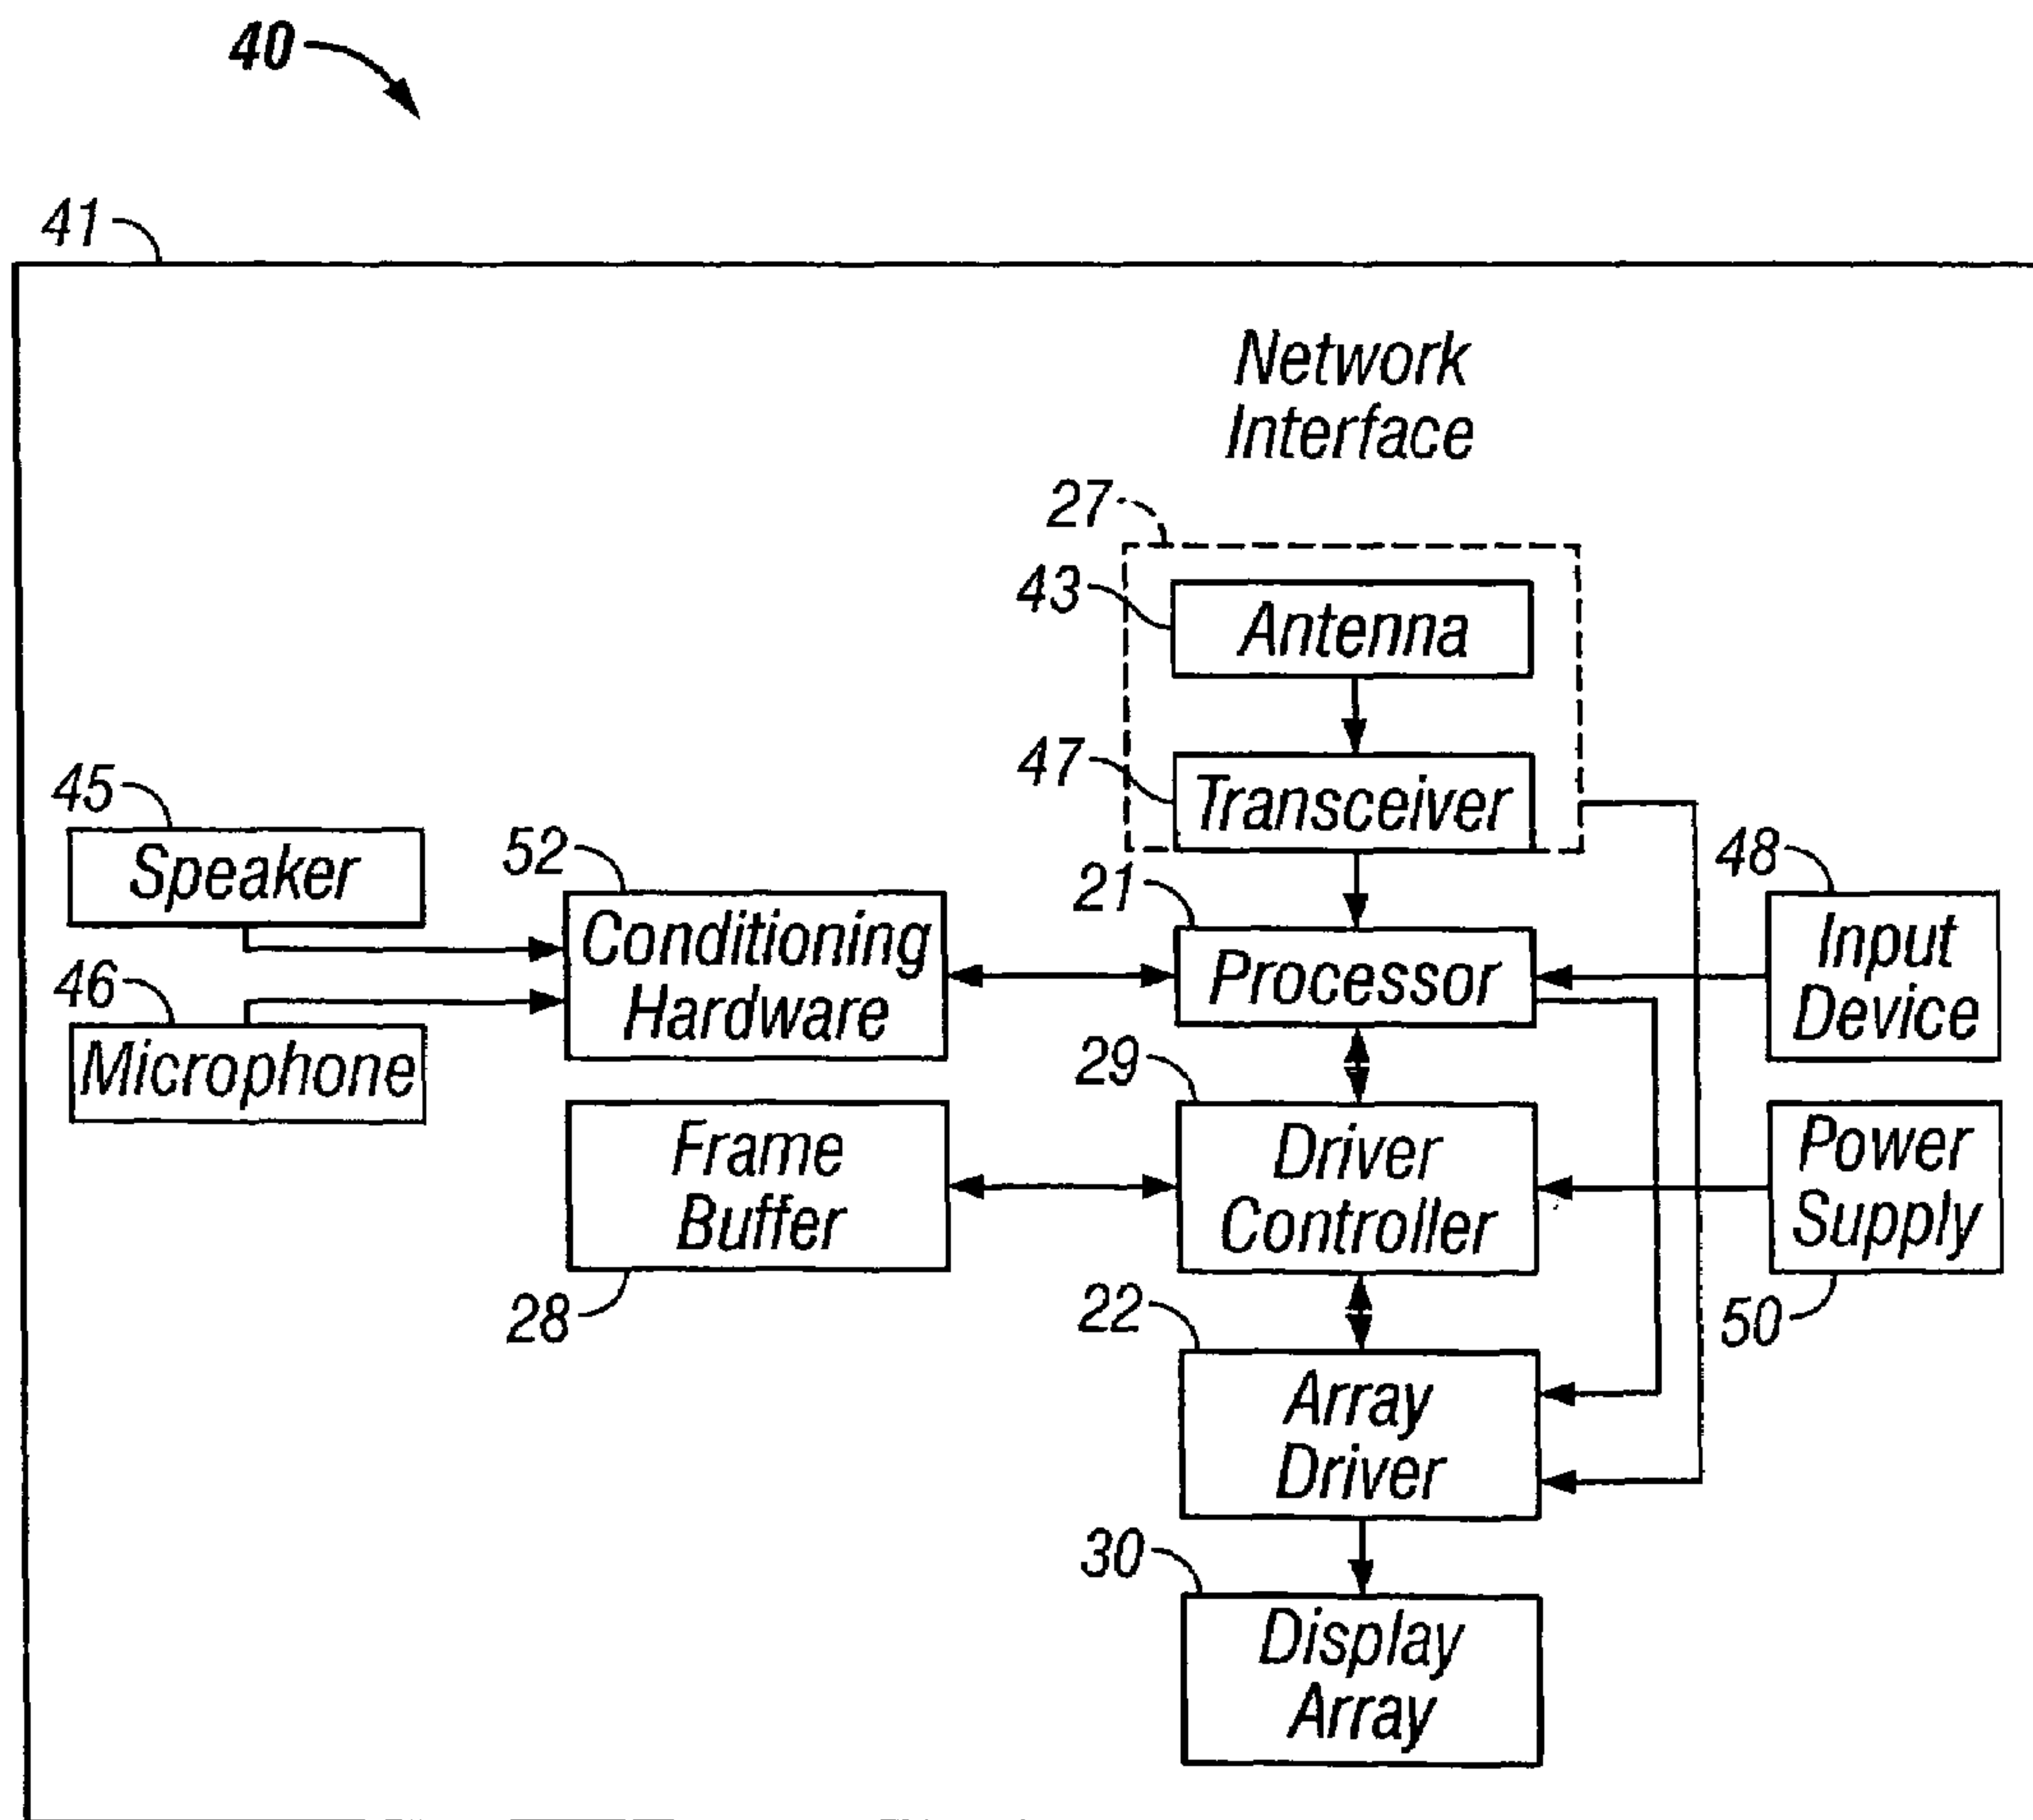 40
41
Network
Interface
27
43
Antenna
47
Transceiver
45
Speaker
52
Conditioning
Hardware
46
Microphone
21
Processor
48
Input
Device
29
Driver
Controller
Frame
Buffer
28
Power
Supply
50
22
Array
Driver
30
Display
Array